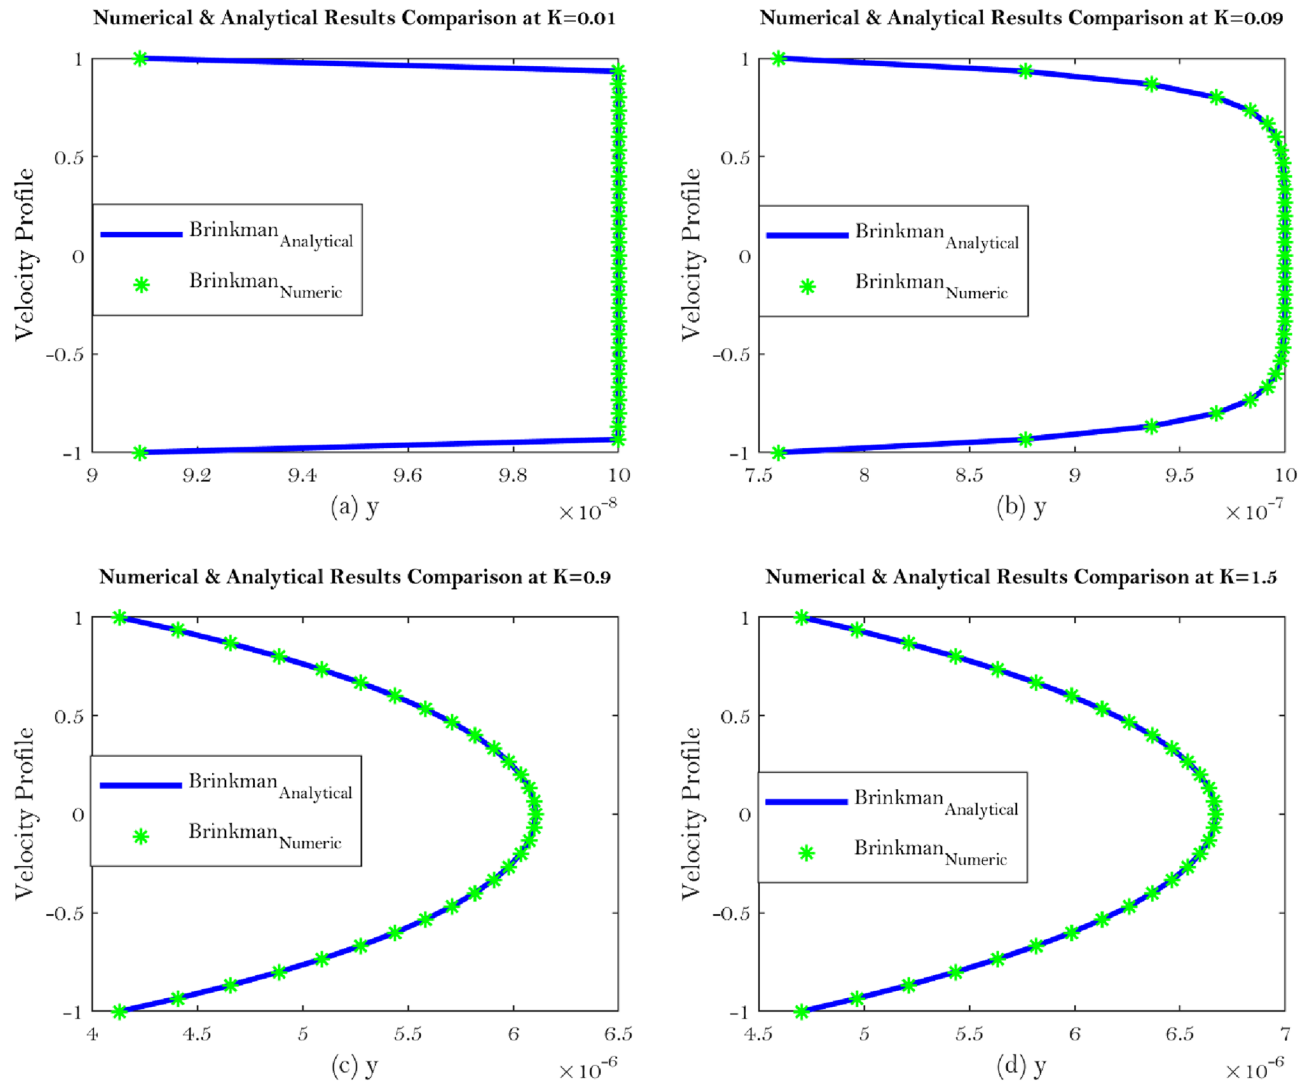 Numerical & Analytical Results Comparison at K=0.01
1
0.5
0
-0.5
-1
Velocity Profile
Brinkman_Analytical
Brinkman_Numeric
9
9.2
9.4
9.6
9.8
10
(a) y
×10^-8
Numerical & Analytical Results Comparison at K=0.09
1
0.5
0
-0.5
-1
Velocity Profile
Brinkman_Analytical
Brinkman_Numeric
7.5
8
8.5
9
9.5
10
(b) y
×10^-7
Numerical & Analytical Results Comparison at K=0.9
1
0.5
0
-0.5
-1
Velocity Profile
Brinkman_Analytical
Brinkman_Numeric
4
4.5
5
5.5
6
6.5
(c) y
×10^-6
Numerical & Analytical Results Comparison at K=1.5
1
0.5
0
-0.5
-1
Velocity Profile
Brinkman_Analytical
Brinkman_Numeric
4.5
5
5.5
6
6.5
7
(d) y
×10^-6